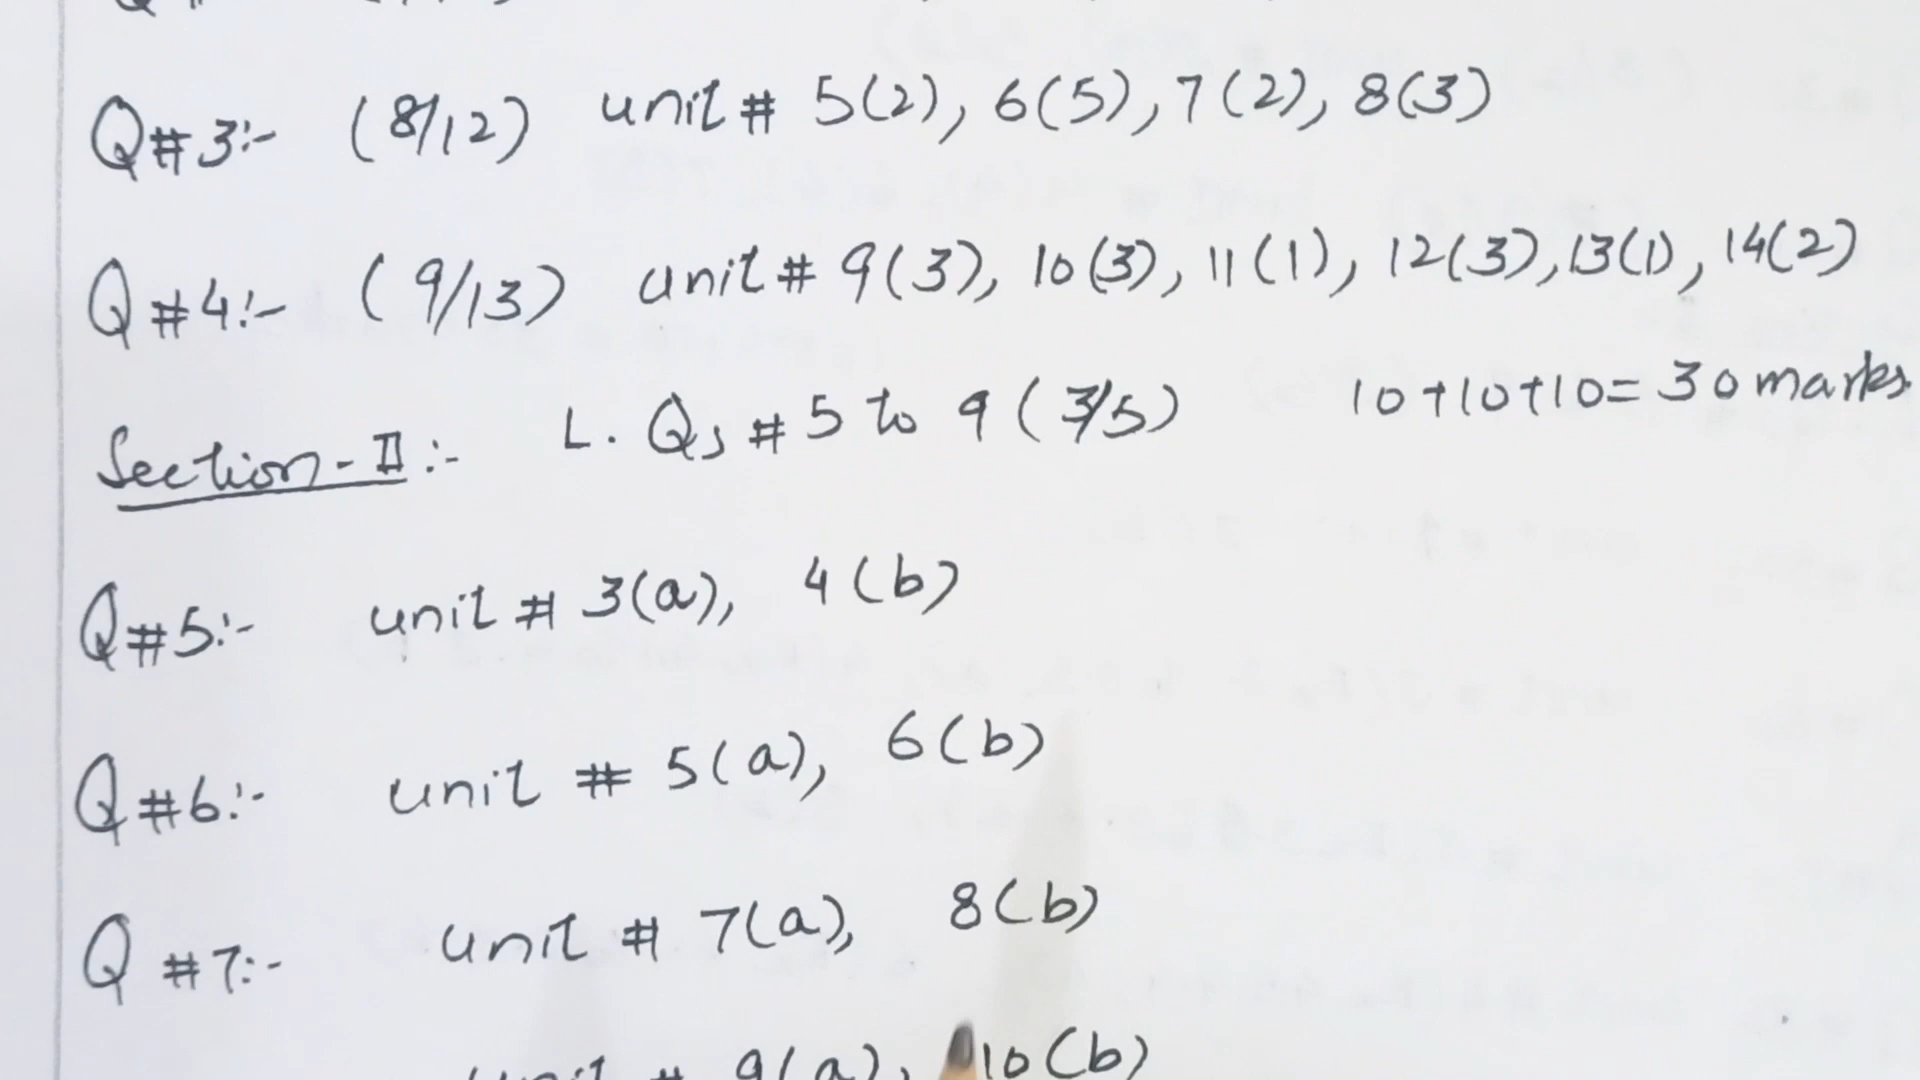 Q#3:- (8/12) unit # 5(2), 6(5), 7(2), 8(3)
Q#4:- (9/13) unit # 9(3), 10(3), 11(1), 12(3), 13(1), 14(2)
Section-II:- L. Qs # 5 to 9 (3/5) 10+10+10=30 marks
Q#5:- unit # 3(a), 4(b)
Q#6:- unit # 5(a), 6(b)
Q#7:- unit # 7(a), 8(b)
unit # 9(a), 10(b)